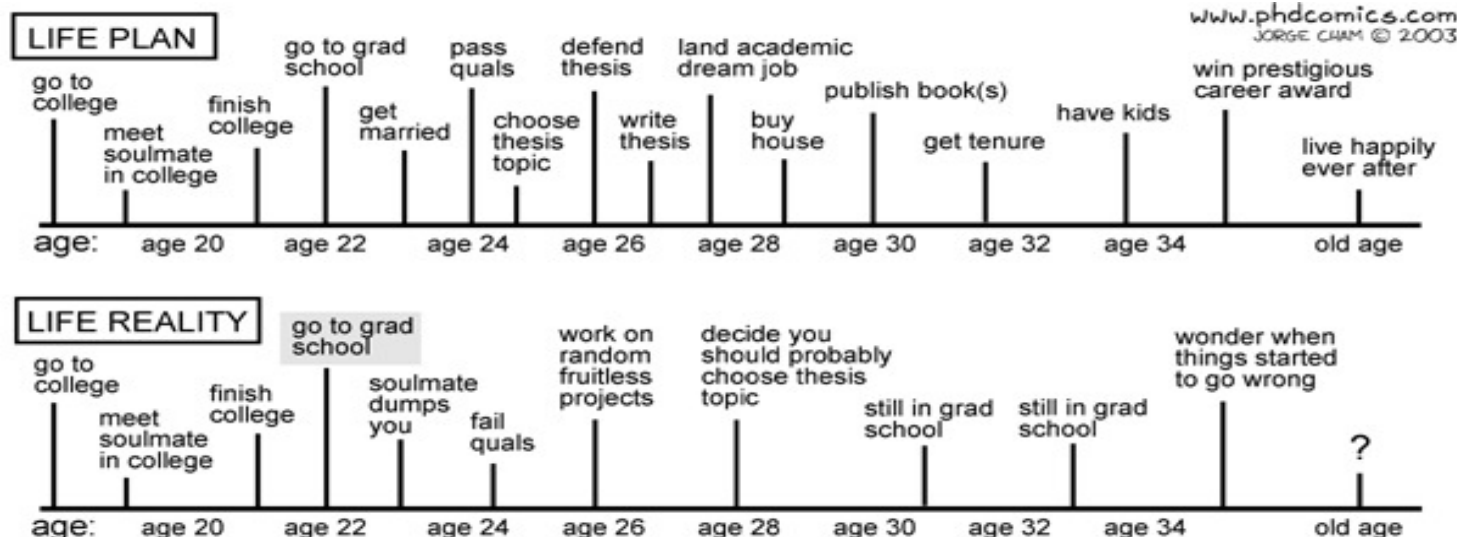 www.phdcomics.com
JORGE CHAM © 2003
LIFE PLAN
go to
college
meet
soulmate
in college
finish
college
go to grad
school
get
married
pass
quals
choose
thesis
topic
defend
thesis
write
thesis
land academic
dream job
buy
house
publish book(s)
get tenure
have kids
win prestigious
career award
live happily
ever after
age: age 20 age 22 age 24 age 26 age 28 age 30 age 32 age 34 old age
LIFE REALITY
go to
college
meet
soulmate
in college
finish
college
go to grad
school
soulmate
dumps
you
fail
quals
work on
random
fruitless
projects
decide you
should probably
choose thesis
topic
still in grad
school
still in grad
school
wonder when
things started
to go wrong
?
age: age 20 age 22 age 24 age 26 age 28 age 30 age 32 age 34 old age